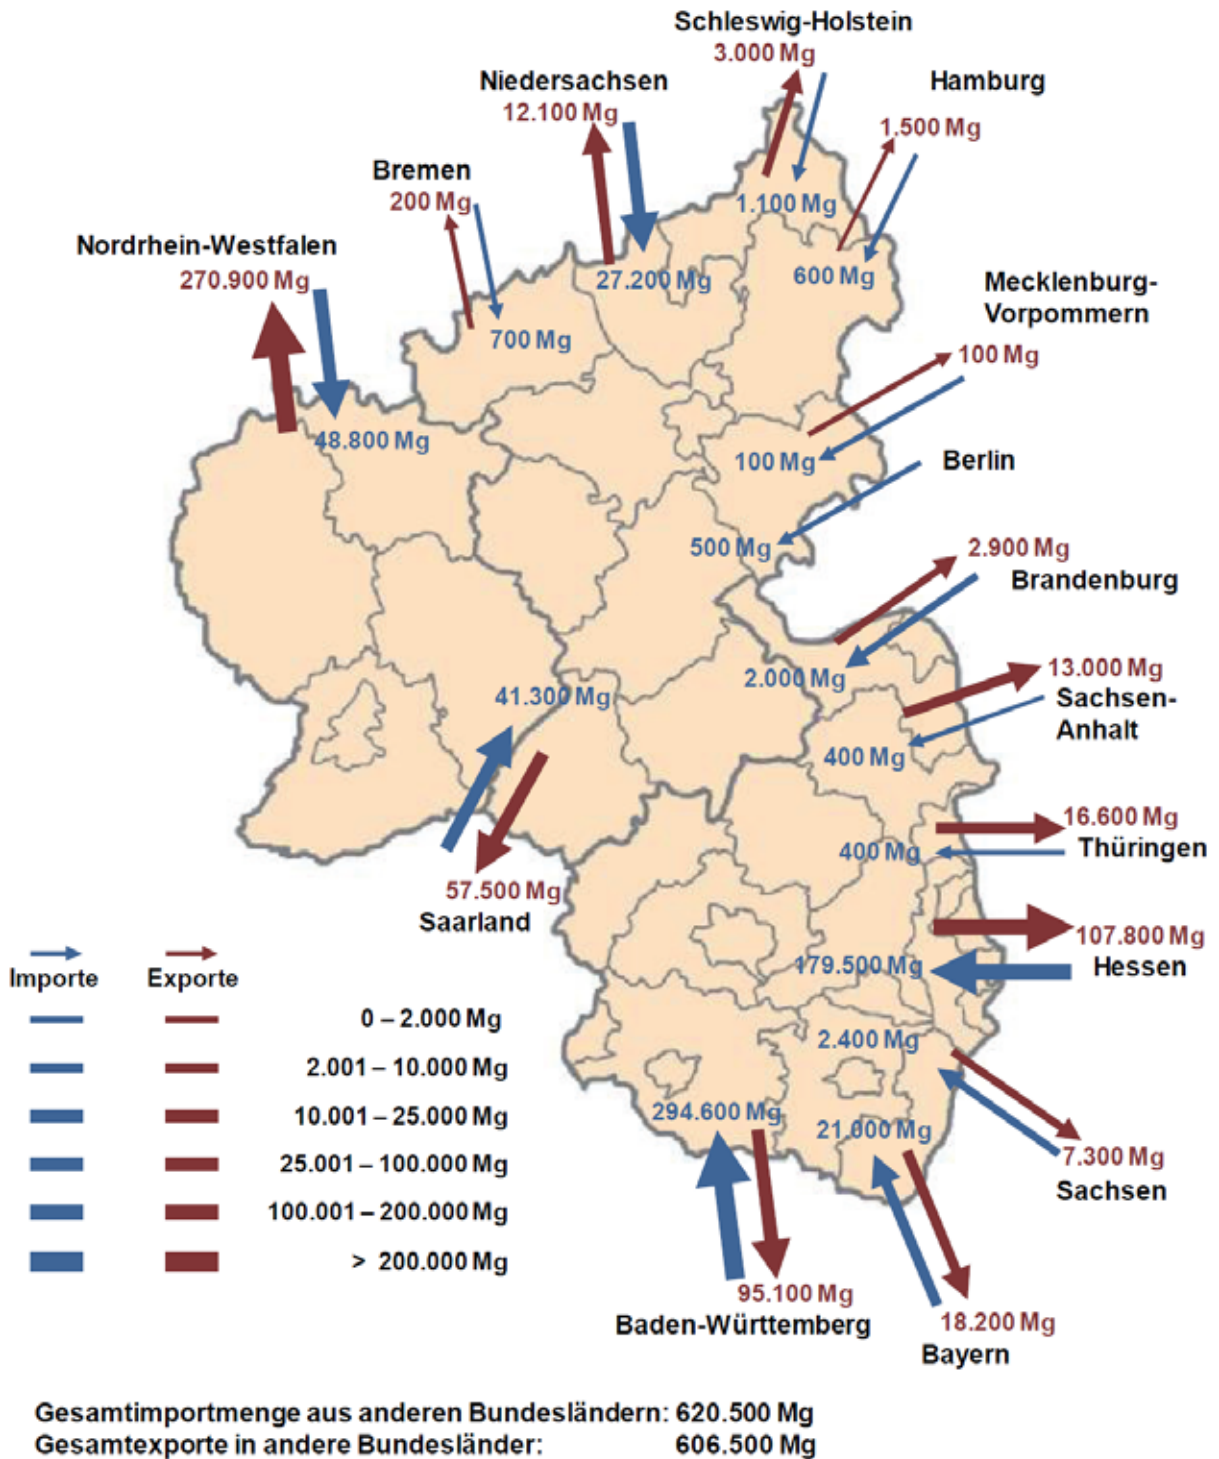 Schleswig-Holstein
3.000 Mg
Niedersachsen
12.100 Mg
Hamburg
1.500 Mg
Bremen
200 Mg
1.100 Mg
Nordrhein-Westfalen
270.900 Mg
27.200 Mg
600 Mg
Mecklenburg-
Vorpommern
100 Mg
700 Mg
48.800 Mg
100 Mg
Berlin
500 Mg
2.900 Mg
Brandenburg
2.000 Mg
13.000 Mg
Sachsen-
Anhalt
41.300 Mg
400 Mg
16.600 Mg
Thüringen
400 Mg
57.500 Mg
Saarland
107.800 Mg
Hessen
179.500 Mg
Importe Exporte
0 – 2.000 Mg
2.001 – 10.000 Mg
10.001 – 25.000 Mg
25.001 – 100.000 Mg
100.001 – 200.000 Mg
> 200.000 Mg
2.400 Mg
294.600 Mg
21.000 Mg
7.300 Mg
Sachsen
95.100 Mg
Baden-Württemberg
18.200 Mg
Bayern
Gesamtimportmenge aus anderen Bundesländern: 620.500 Mg
Gesamtexporte in andere Bundesländer: 606.500 Mg